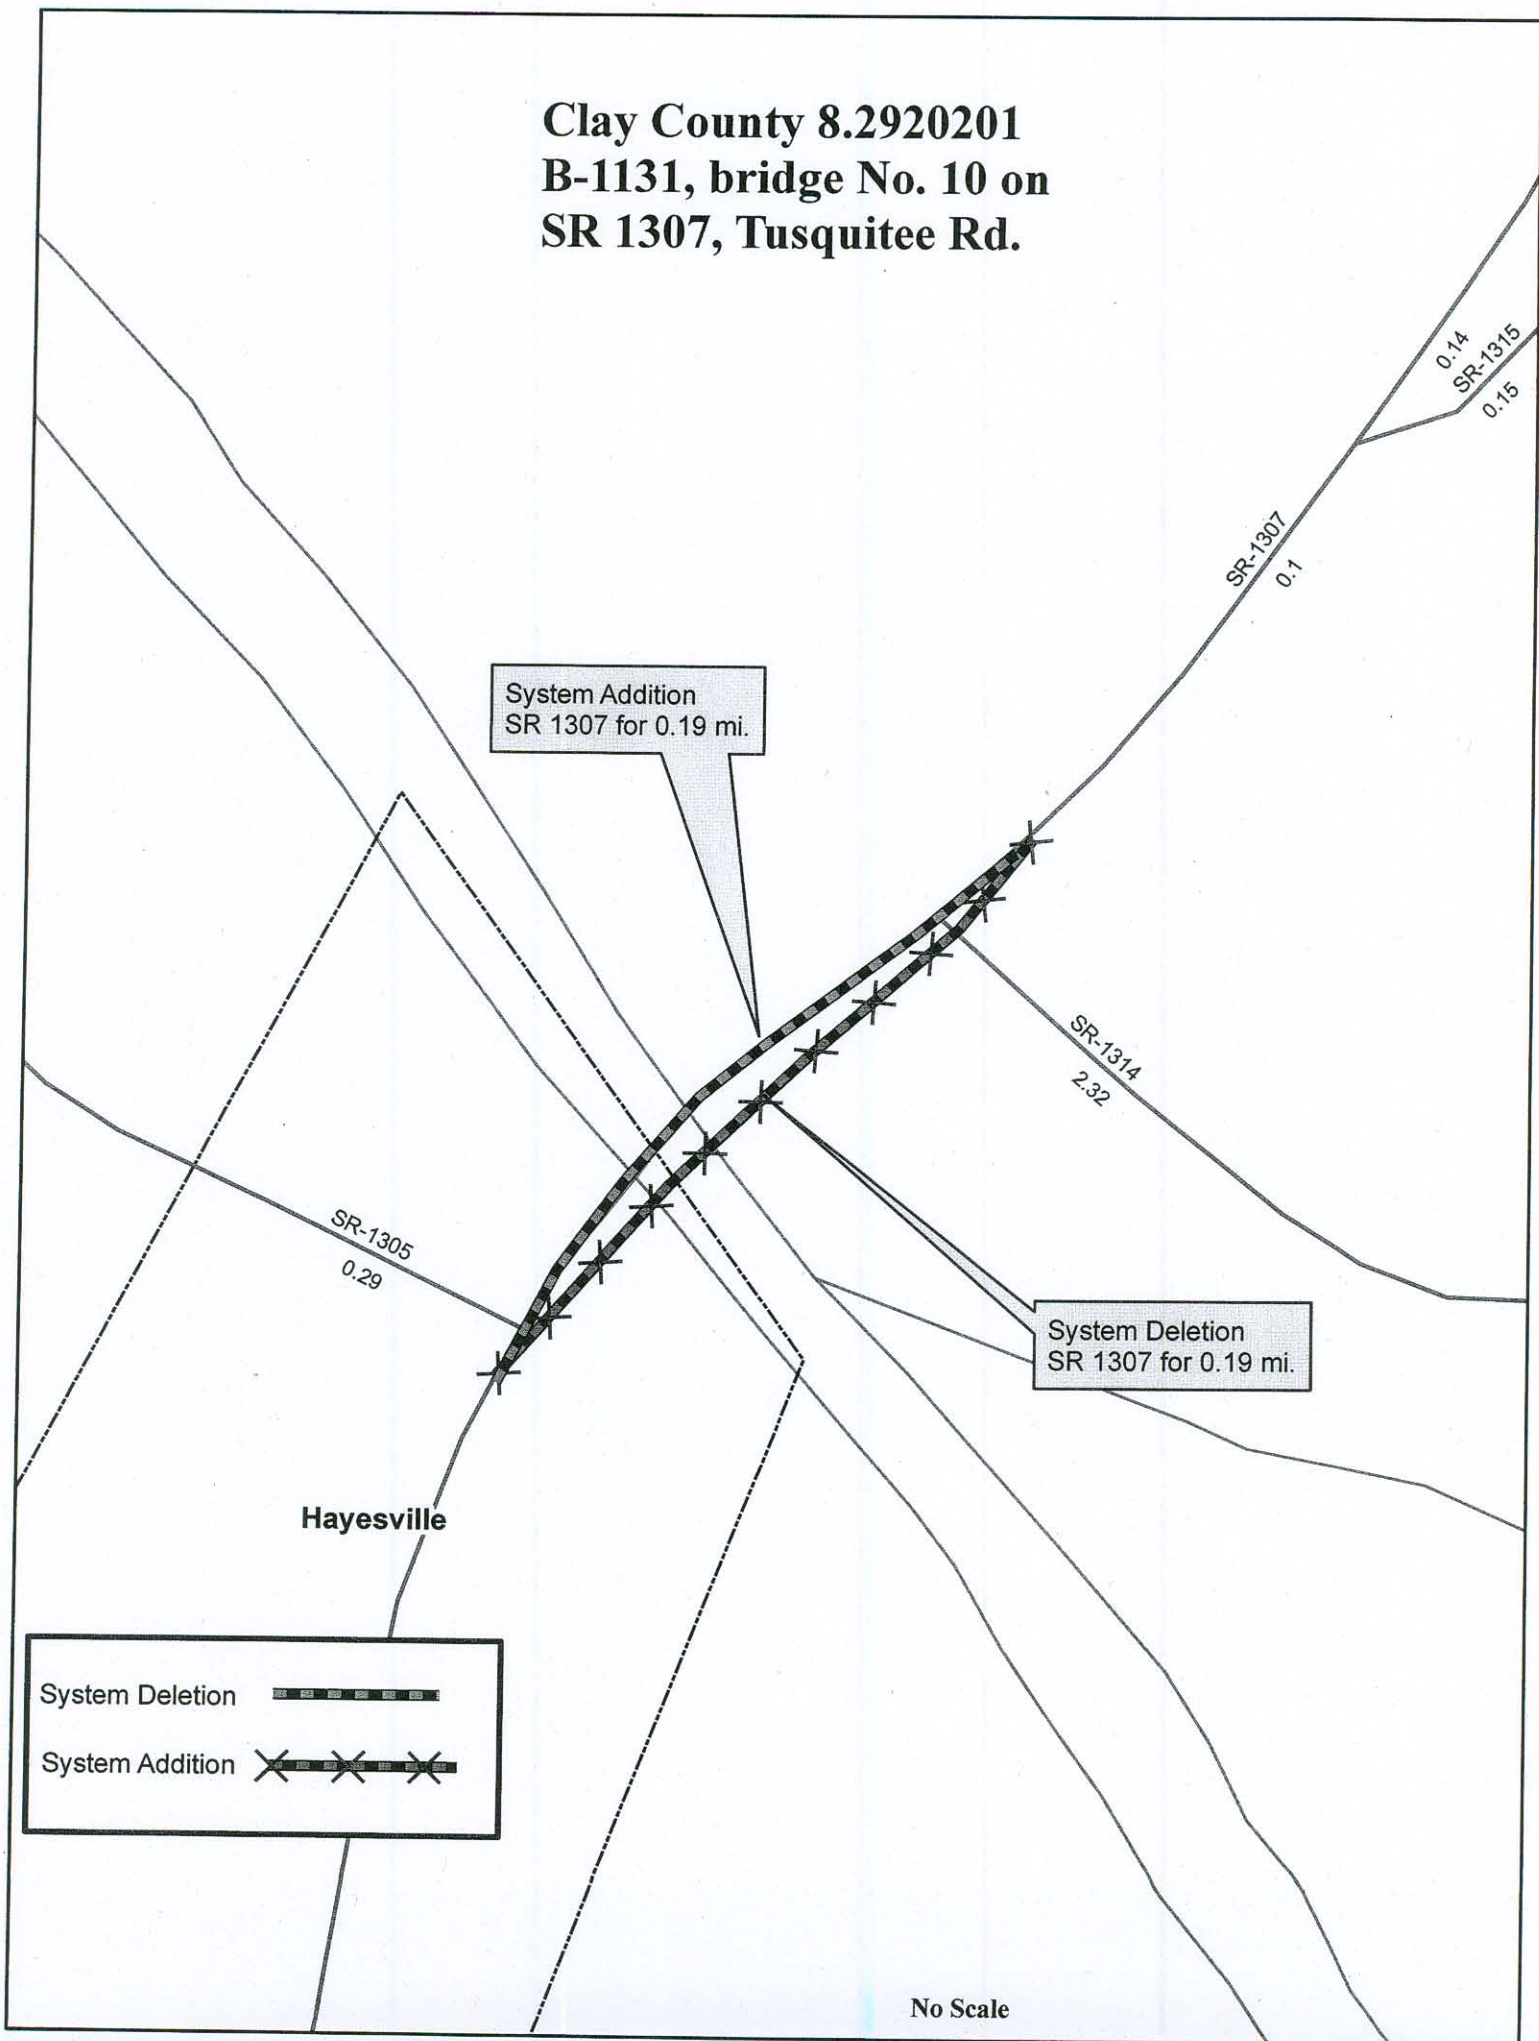 Clay County 8.2920201
B-1131, bridge No. 10 on
SR 1307, Tusquitee Rd.
0.14
SR-1315
0.15
SR-1307
0.1
System Addition
SR 1307 for 0.19 mi.
SR-1314
2.32
SR-1305
0.29
System Deletion
SR 1307 for 0.19 mi.
Hayesville
System Deletion
System Addition
No Scale